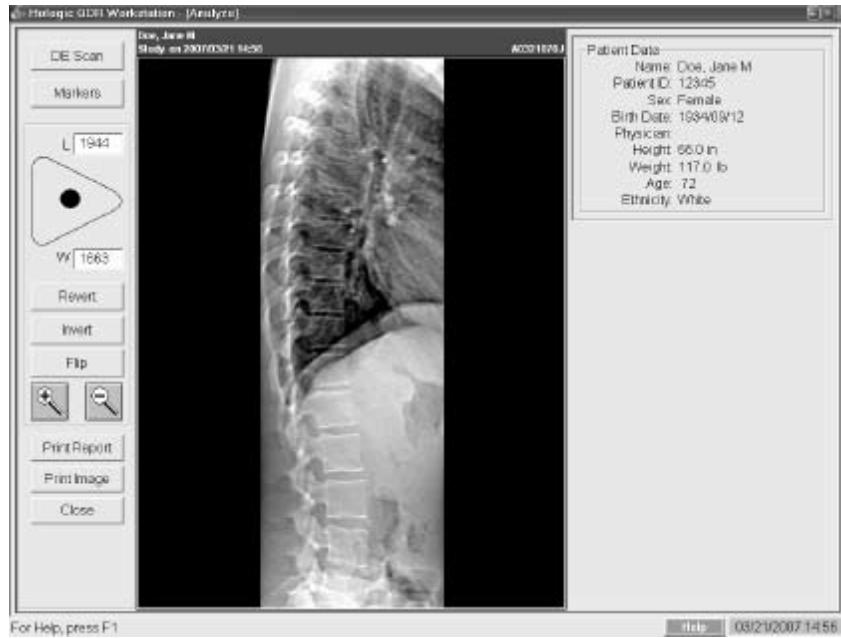 Hologic QDR Workstation - [Analyze]
DE Scan
Markers
L 1944
W 1663
Revert
Invert
Flip
Print Report
Print Image
Close
Doe, Jane M
Study on 2007/03/21 14:56
A0321070J
Patient Data
Name: Doe, Jane M
Patient ID: 12345
Sex: Female
Birth Date: 1934/09/12
Physician:
Height: 66.0 in
Weight: 117.0 lb
Age: 72
Ethnicity: White
For Help, press F1
Help
03/21/2007 14:56